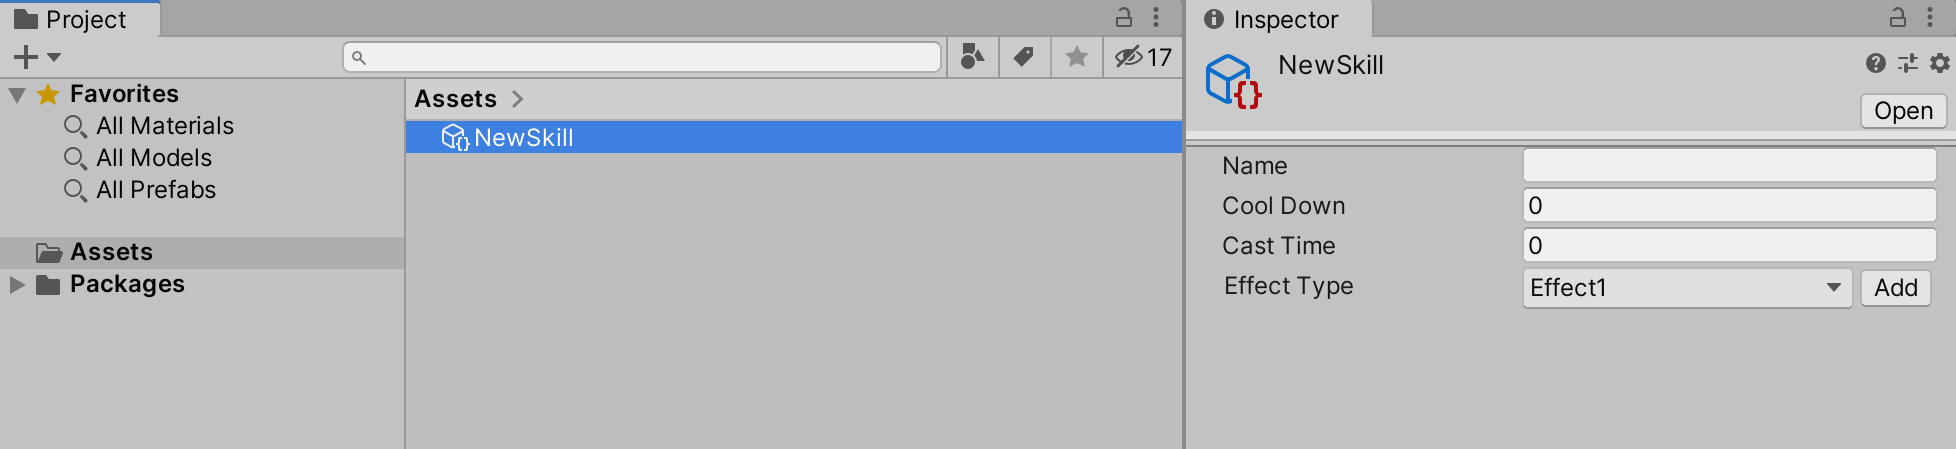 Project
17
Favorites
All Materials
All Models
All Prefabs
Assets
Packages
Assets
NewSkill
Inspector
NewSkill
Open
Name
Cool Down 0
Cast Time 0
Effect Type Effect1 Add